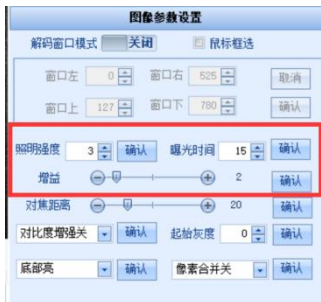 图像参数设置
解码窗口模式 关闭 鼠标框选
窗口左 0 窗口右 525 取消
窗口上 127 窗口下 780 确认
照明强度 3 确认 曝光时间 15 确认
增益 2 确认
对焦距离 20 确认
对比度增强关 确认 起始灰度 0 确认
底部亮 确认 像素合并关 确认